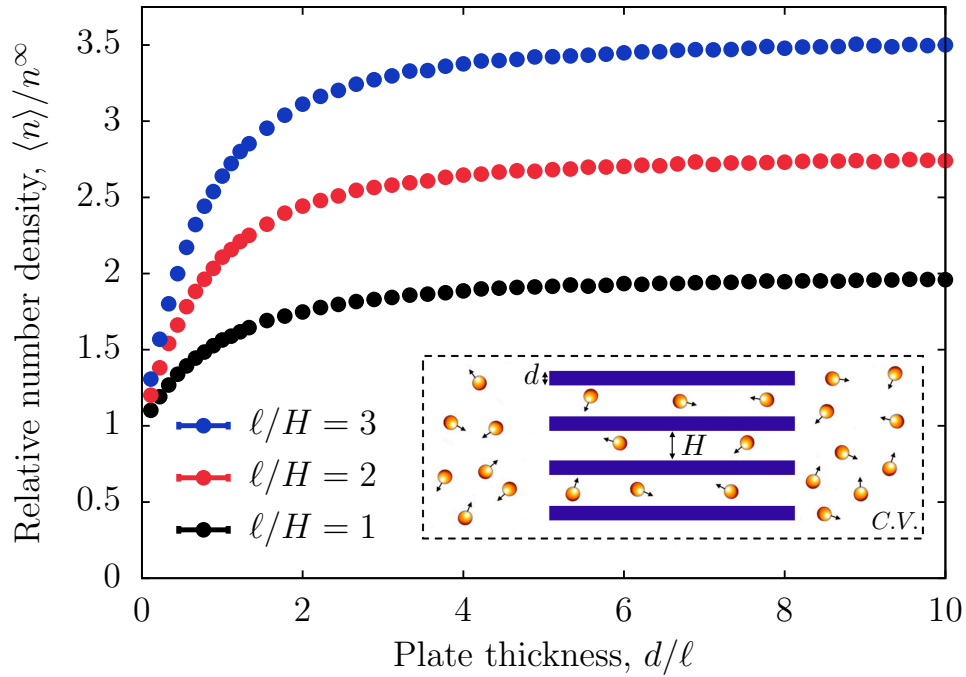 Relative number density, ⟨n⟩/n^∞
3.5
3
2.5
2
1.5
1
0.5
0
ℓ/H = 3
ℓ/H = 2
ℓ/H = 1
d
H
C.V.
0
2
4
6
8
10
Plate thickness, d/ℓ